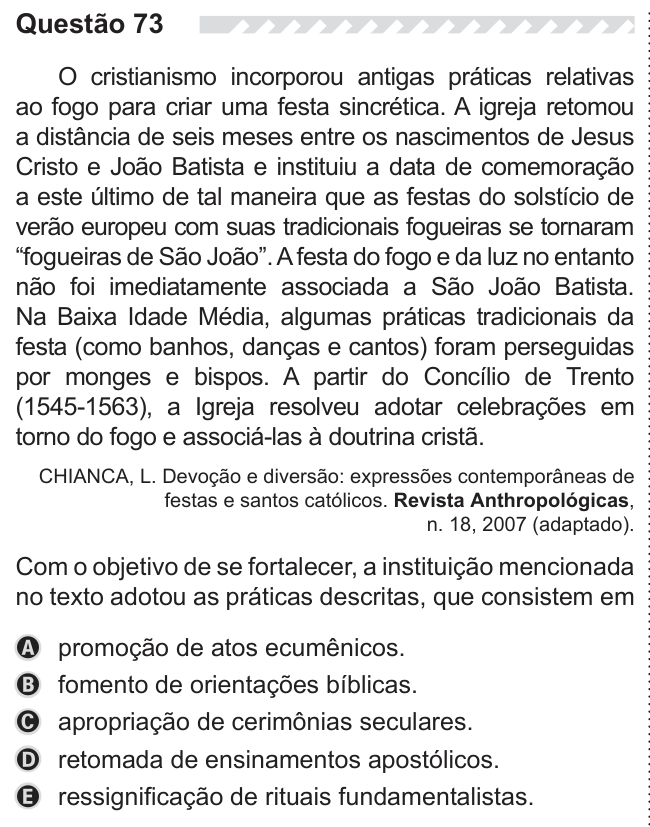 Questão 73
O cristianismo incorporou antigas práticas relativas
ao fogo para criar uma festa sincrética. A igreja retomou
a distância de seis meses entre os nascimentos de Jesus
Cristo e João Batista e instituiu a data de comemoração
a este último de tal maneira que as festas do solstício de
verão europeu com suas tradicionais fogueiras se tornaram
“fogueiras de São João”. A festa do fogo e da luz no entanto
não foi imediatamente associada a São João Batista.
Na Baixa Idade Média, algumas práticas tradicionais da
festa (como banhos, danças e cantos) foram perseguidas
por monges e bispos. A partir do Concílio de Trento
(1545-1563), a Igreja resolveu adotar celebrações em
torno do fogo e associá-las à doutrina cristã.
CHIANCA, L. Devoção e diversão: expressões contemporâneas de
festas e santos católicos. Revista Anthropológicas,
n. 18, 2007 (adaptado).
Com o objetivo de se fortalecer, a instituição mencionada
no texto adotou as práticas descritas, que consistem em
A promoção de atos ecumênicos.
B fomento de orientações bíblicas.
C apropriação de cerimônias seculares.
D retomada de ensinamentos apostólicos.
E ressignificação de rituais fundamentalistas.